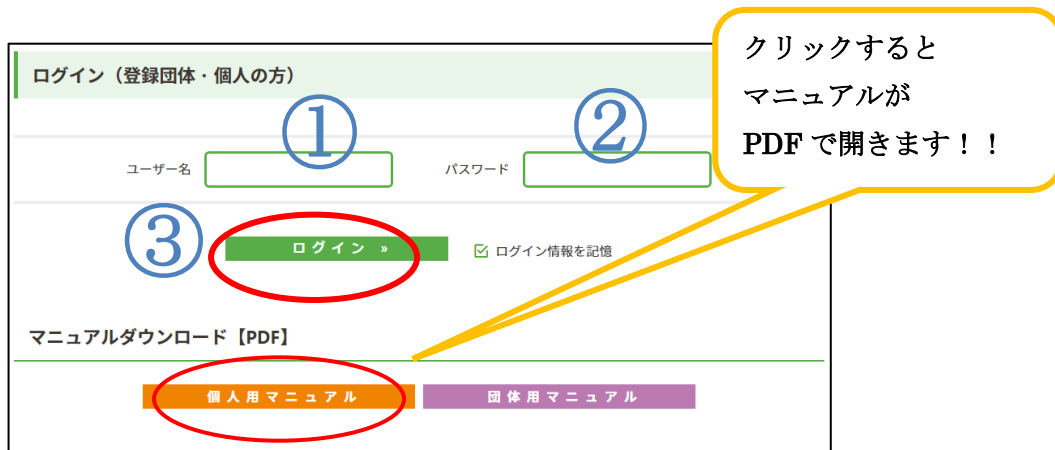 クリックすると
マニュアルが
PDF で開きます！！
ログイン（登録団体・個人の方）
① ②
ユーザー名 パスワード
③ ログイン » ログイン情報を記憶
マニュアルダウンロード【PDF】
個人用マニュアル 団体用マニュアル